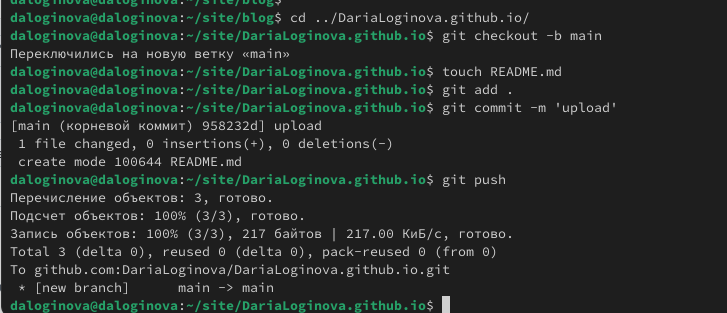 daloginova@daloginova:~/site/blog$
daloginova@daloginova:~/site/blog$ cd ../DariaLoginova.github.io/
daloginova@daloginova:~/site/DariaLoginova.github.io$ git checkout -b main
Переключились на новую ветку «main»
daloginova@daloginova:~/site/DariaLoginova.github.io$ touch README.md
daloginova@daloginova:~/site/DariaLoginova.github.io$ git add .
daloginova@daloginova:~/site/DariaLoginova.github.io$ git commit -m 'upload'
[main (корневой коммит) 958232d] upload
1 file changed, 0 insertions(+), 0 deletions(-)
create mode 100644 README.md
daloginova@daloginova:~/site/DariaLoginova.github.io$ git push
Перечисление объектов: 3, готово.
Подсчет объектов: 100% (3/3), готово.
Запись объектов: 100% (3/3), 217 байтов | 217.00 КиБ/с, готово.
Total 3 (delta 0), reused 0 (delta 0), pack-reused 0 (from 0)
To github.com:DariaLoginova/DariaLoginova.github.io.git
* [new branch]      main -> main
daloginova@daloginova:~/site/DariaLoginova.github.io$